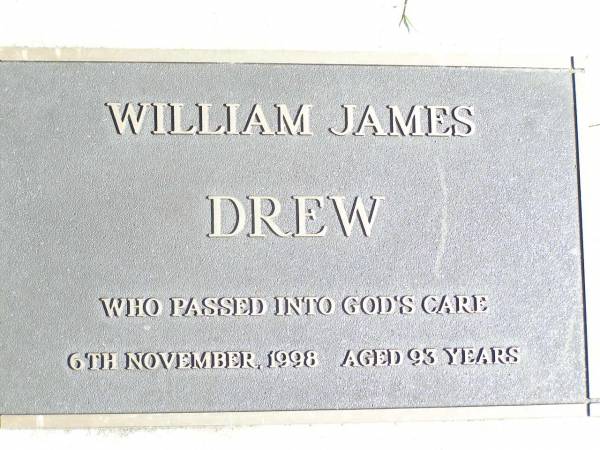 WILLIAM JAMES
DREW
WHO PASSED INTO GOD'S CARE
6TH NOVEMBER, 1998 AGED 93 YEARS